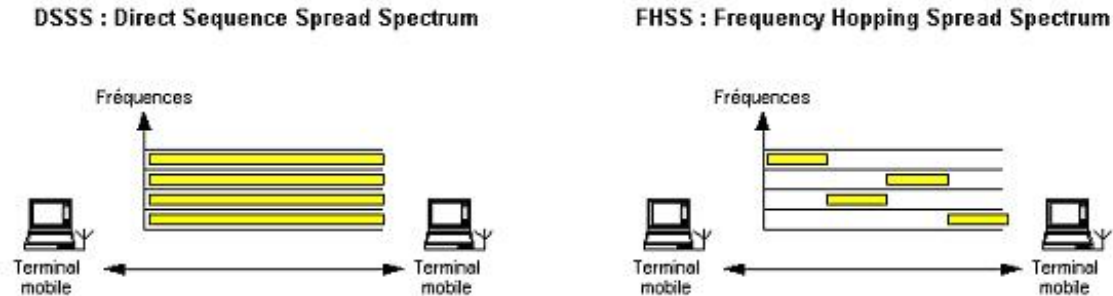 DSSS : Direct Sequence Spread Spectrum
Fréquences
Terminal
mobile
Terminal
mobile
FHSS : Frequency Hopping Spread Spectrum
Fréquences
Terminal
mobile
Terminal
mobile